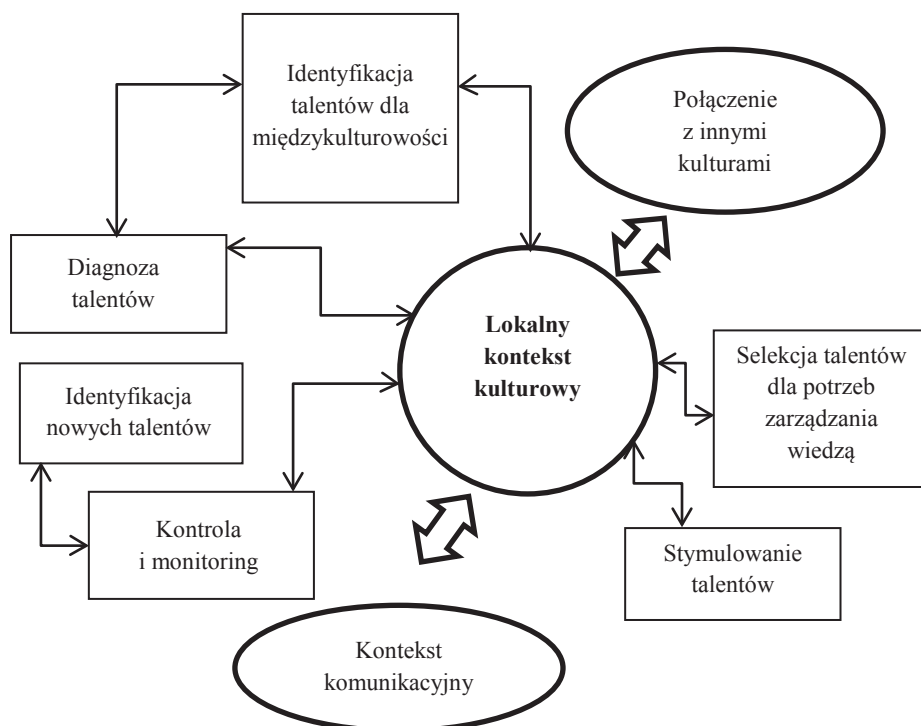 Identyfikacja
talentów dla
międzykulturowości
Połączenie
z innymi
kulturami
Diagnoza
talentów
Lokalny
kontekst
kulturowy
Selekcja talentów
dla potrzeb
zarządzania
wiedzą
Identyfikacja
nowych talentów
Kontrola
i monitoring
Stymulowanie
talentów
Kontekst
komunikacyjny